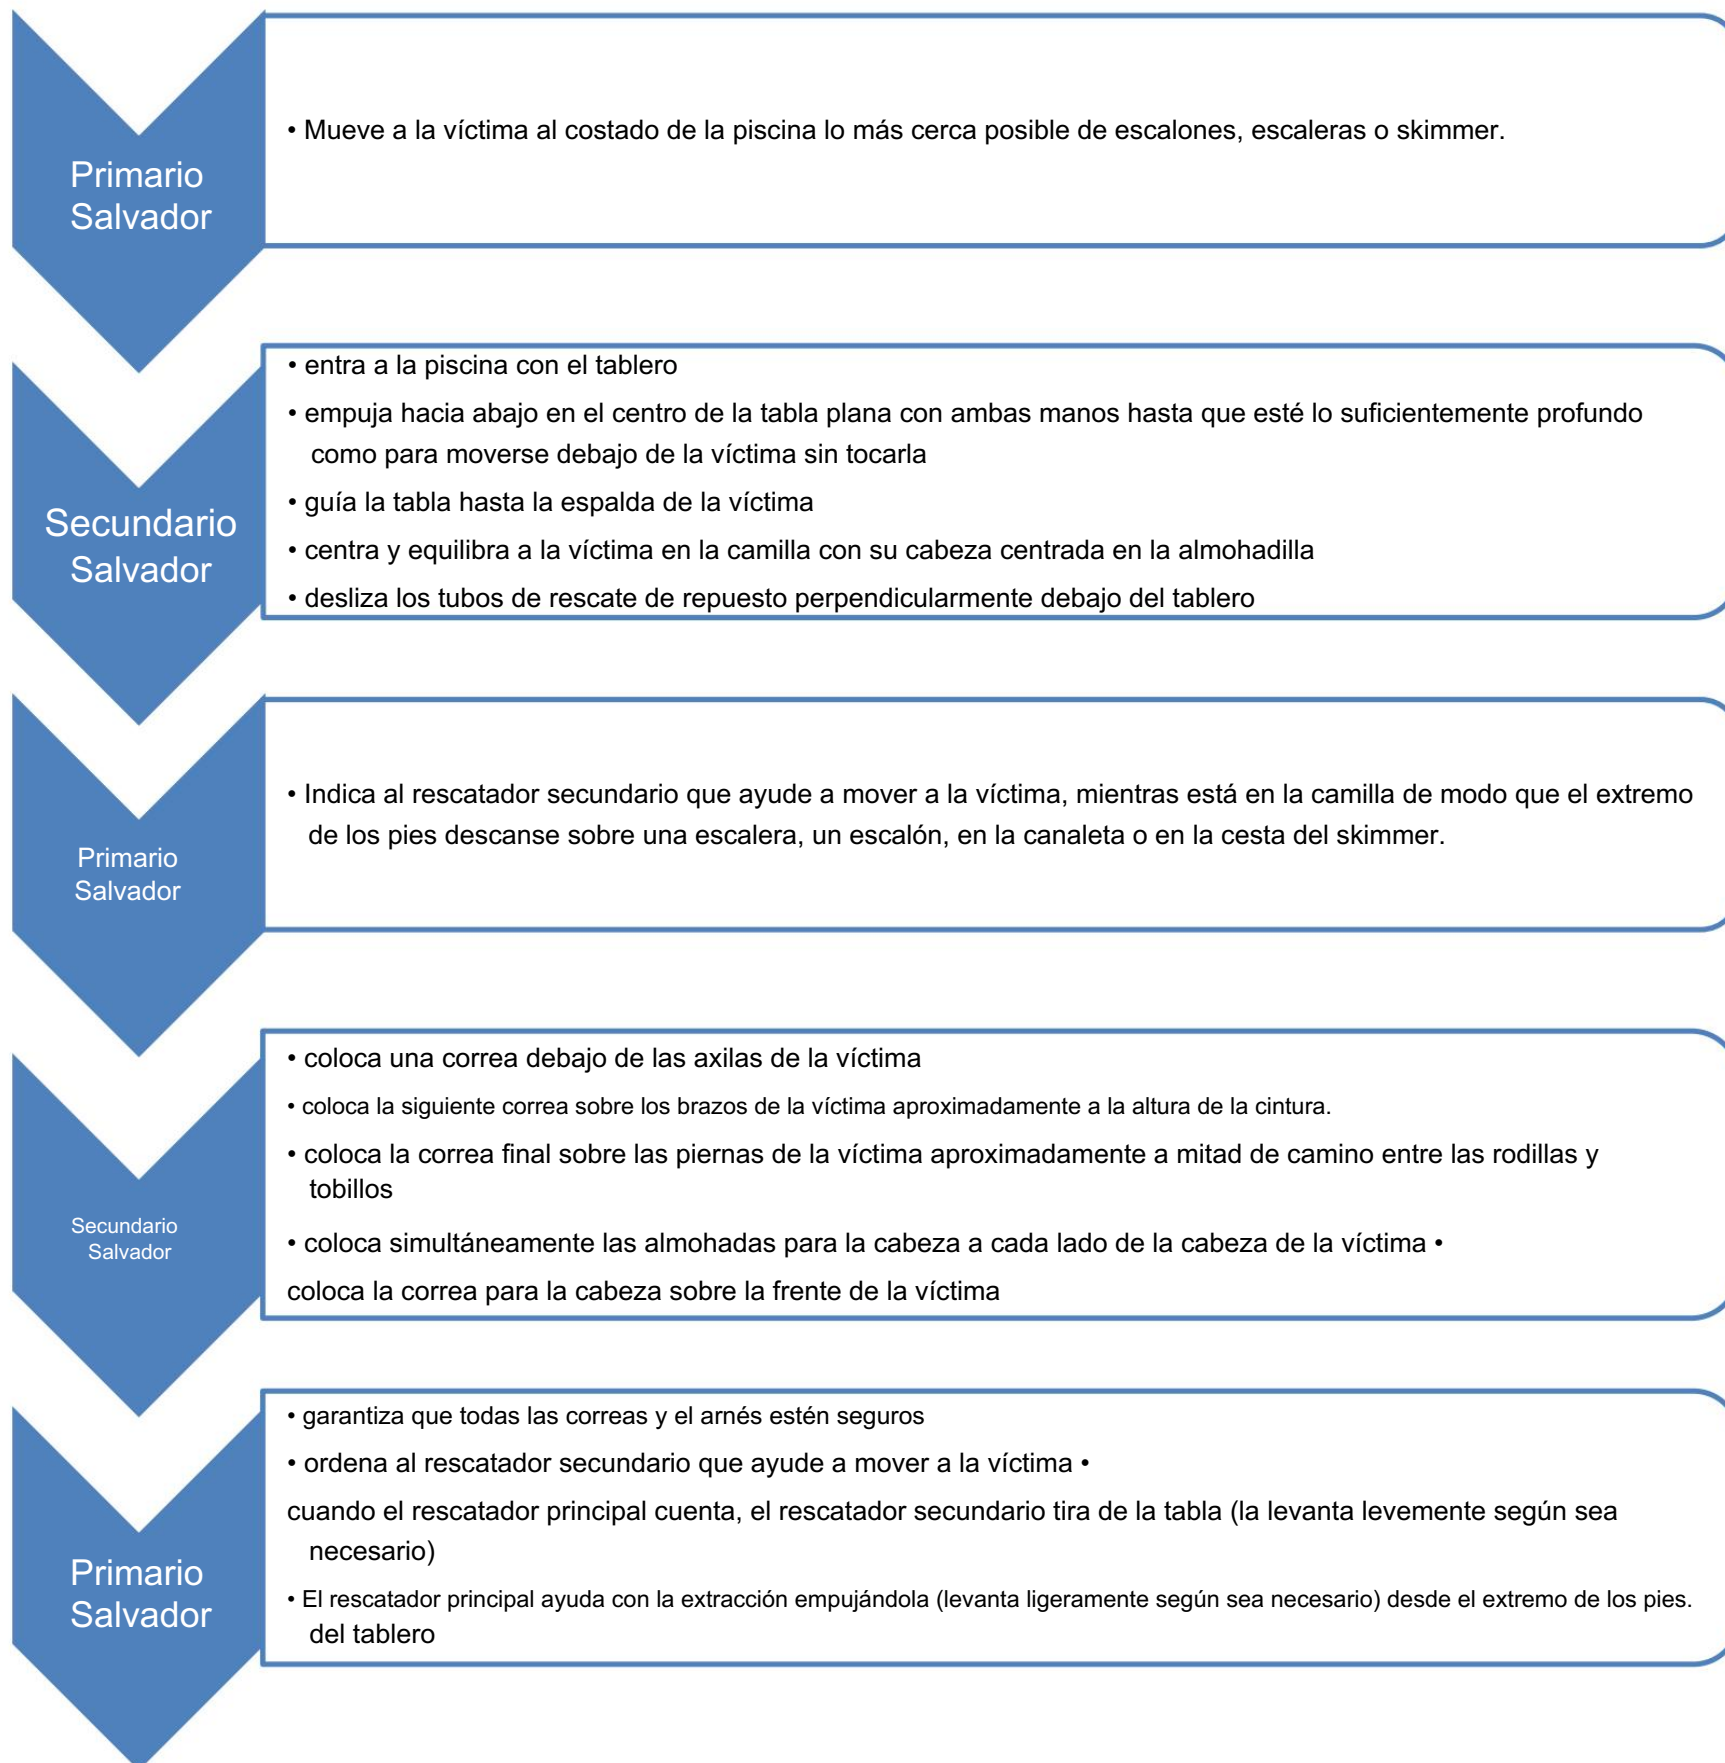 Primario
Salvador
• Mueve a la víctima al costado de la piscina lo más cerca posible de escalones, escaleras o skimmer.
Secundario
Salvador
• entra a la piscina con el tablero
• empuja hacia abajo en el centro de la tabla plana con ambas manos hasta que esté lo suficientemente profundo
como para moverse debajo de la víctima sin tocarla
• guía la tabla hasta la espalda de la víctima
• centra y equilibra a la víctima en la camilla con su cabeza centrada en la almohadilla
• desliza los tubos de rescate de repuesto perpendicularmente debajo del tablero
Primario
Salvador
• Indica al rescatador secundario que ayude a mover a la víctima, mientras está en la camilla de modo que el extremo
de los pies descanse sobre una escalera, un escalón, en la canaleta o en la cesta del skimmer.
Secundario
Salvador
• coloca una correa debajo de las axilas de la víctima
• coloca la siguiente correa sobre los brazos de la víctima aproximadamente a la altura de la cintura.
• coloca la correa final sobre las piernas de la víctima aproximadamente a mitad de camino entre las rodillas y
tobillos
• coloca simultáneamente las almohadas para la cabeza a cada lado de la cabeza de la víctima •
coloca la correa para la cabeza sobre la frente de la víctima
Primario
Salvador
• garantiza que todas las correas y el arnés estén seguros
• ordena al rescatador secundario que ayude a mover a la víctima •
cuando el rescatador principal cuenta, el rescatador secundario tira de la tabla (la levanta levemente según sea
necesario)
• El rescatador principal ayuda con la extracción empujándola (levanta ligeramente según sea necesario) desde el extremo de los pies.
del tablero